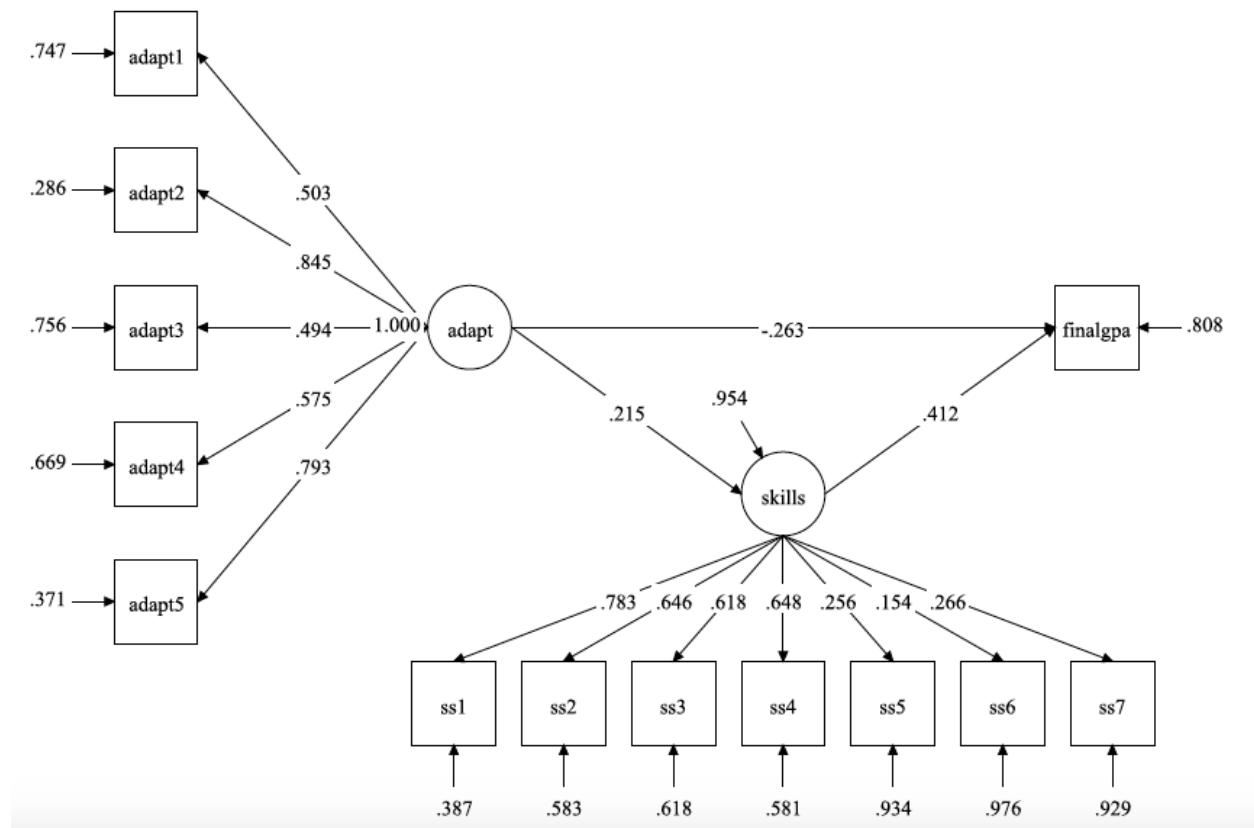 .747
adapt1
.503
.286
adapt2
.845
.756
adapt3
.494
1.000
adapt
-.263
finalgpa
.808
.575
.215
.954
.412
.669
adapt4
.793
skills
.371
adapt5
.783
.646
.618
.648
.256
.154
.266
ss1
ss2
ss3
ss4
ss5
ss6
ss7
.387
.583
.618
.581
.934
.976
.929